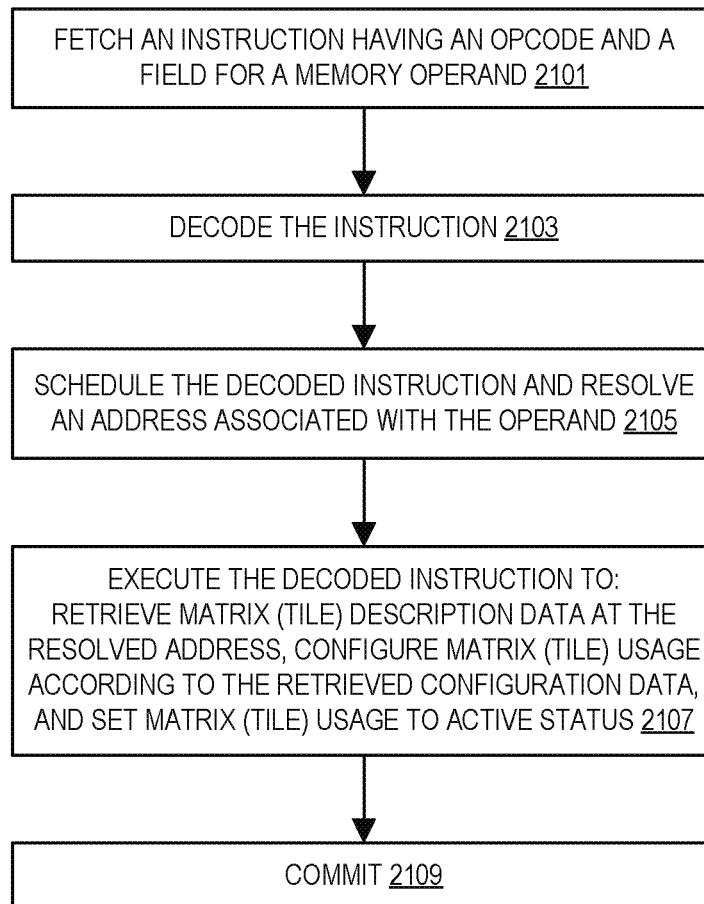 FETCH AN INSTRUCTION HAVING AN OPCODE AND A
FIELD FOR A MEMORY OPERAND 2101
DECODE THE INSTRUCTION 2103
SCHEDULE THE DECODED INSTRUCTION AND RESOLVE
AN ADDRESS ASSOCIATED WITH THE OPERAND 2105
EXECUTE THE DECODED INSTRUCTION TO:
RETRIEVE MATRIX (TILE) DESCRIPTION DATA AT THE
RESOLVED ADDRESS, CONFIGURE MATRIX (TILE) USAGE
ACCORDING TO THE RETRIEVED CONFIGURATION DATA,
AND SET MATRIX (TILE) USAGE TO ACTIVE STATUS 2107
COMMIT 2109